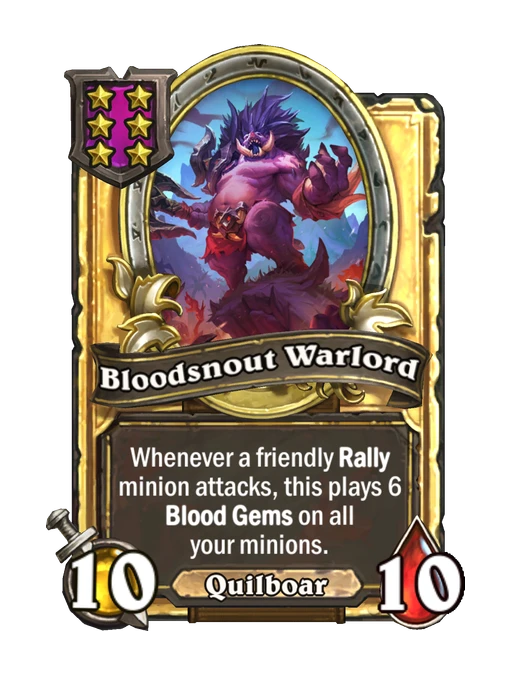 Bloodsnout Warlord
Whenever a friendly Rally
minion attacks, this plays 6
Blood Gems on all
your minions.
10
Quilboar
10